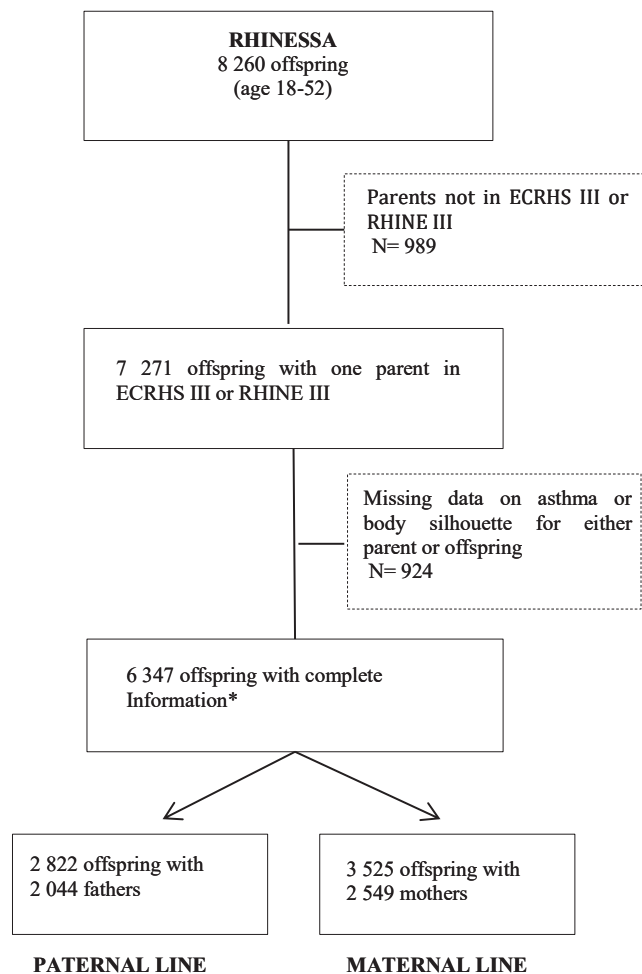 RHINESSA
8 260 offspring
(age 18-52)
Parents not in ECRHS III or
RHINE III
N= 989
7 271 offspring with one parent in
ECRHS III or RHINE III
Missing data on asthma or
body silhouette for either
parent or offspring
N= 924
6 347 offspring with complete
Information*
2 822 offspring with
2 044 fathers
3 525 offspring with
2 549 mothers
PATERNAL LINE
MATERNAL LINE